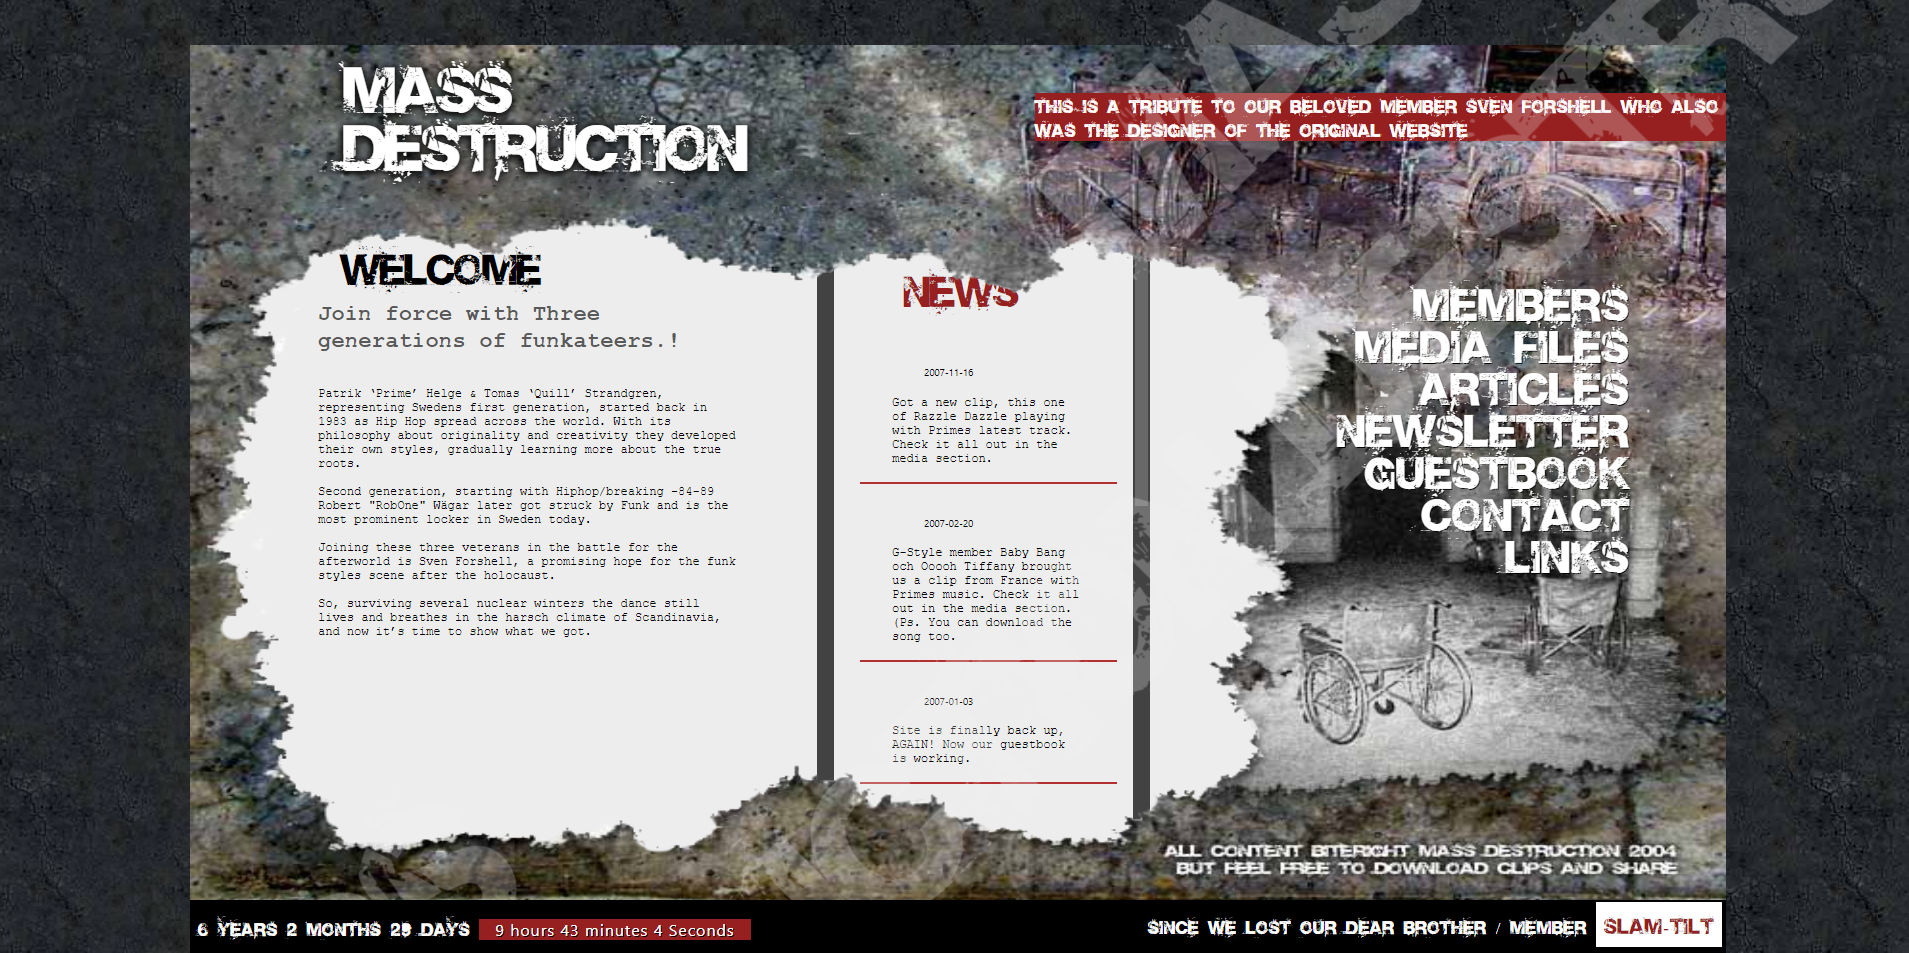 MASS
DESTRUCTION
THIS IS A TRIBUTE TO OUR BELOVED MEMBER SVEN FORSHELL WHO ALSO
WAS THE DESIGNER OF THE ORIGINAL WEBSITE
WELCOME
Join force with Three
generations of funkateers.!
Patrik ‘Prime’ Helge & Tomas ‘Quill’ Strandgren,
representing Swedens first generation, started back in
1983 as Hip Hop spread across the world. With its
philosophy about originality and creativity they developed
their own styles, gradually learning more about the true
roots.
Second generation, starting with Hiphop/breaking -84-89
Robert "RobOne" Wägar later got struck by Funk and is the
most prominent locker in Sweden today.
Joining these three veterans in the battle for the
afterworld is Sven Forshell, a promising hope for the funk
styles scene after the holocaust.
So, surviving several nuclear winters the dance still
lives and breathes in the harsch climate of Scandinavia,
and now it’s time to show what we got.
NEWS
2007-11-16
Got a new clip, this one
of Razzle Dazzle playing
with Primes latest track.
Check it all out in the
media section.
2007-02-20
G-Style member Baby Bang
och Ooooh Tiffany brought
us a clip from France with
Primes music. Check it all
out in the media section.
(Ps. You can download the
song too.
2007-01-03
Site is finally back up,
AGAIN! Now our guestbook
is working.
MEMBERS
MEDIA FILES
ARTICLES
NEWSLETTER
GUESTBOOK
CONTACT
LINKS
ALL CONTENT BITERIGHT MASS DESTRUCTION 2004
BUT FEEL FREE TO DOWNLOAD CLIPS AND SHARE
6 YEARS 2 MONTHS 29 DAYS 9 hours 43 minutes 4 Seconds
SINCE WE LOST OUR DEAR BROTHER / MEMBER SLAM-TILT